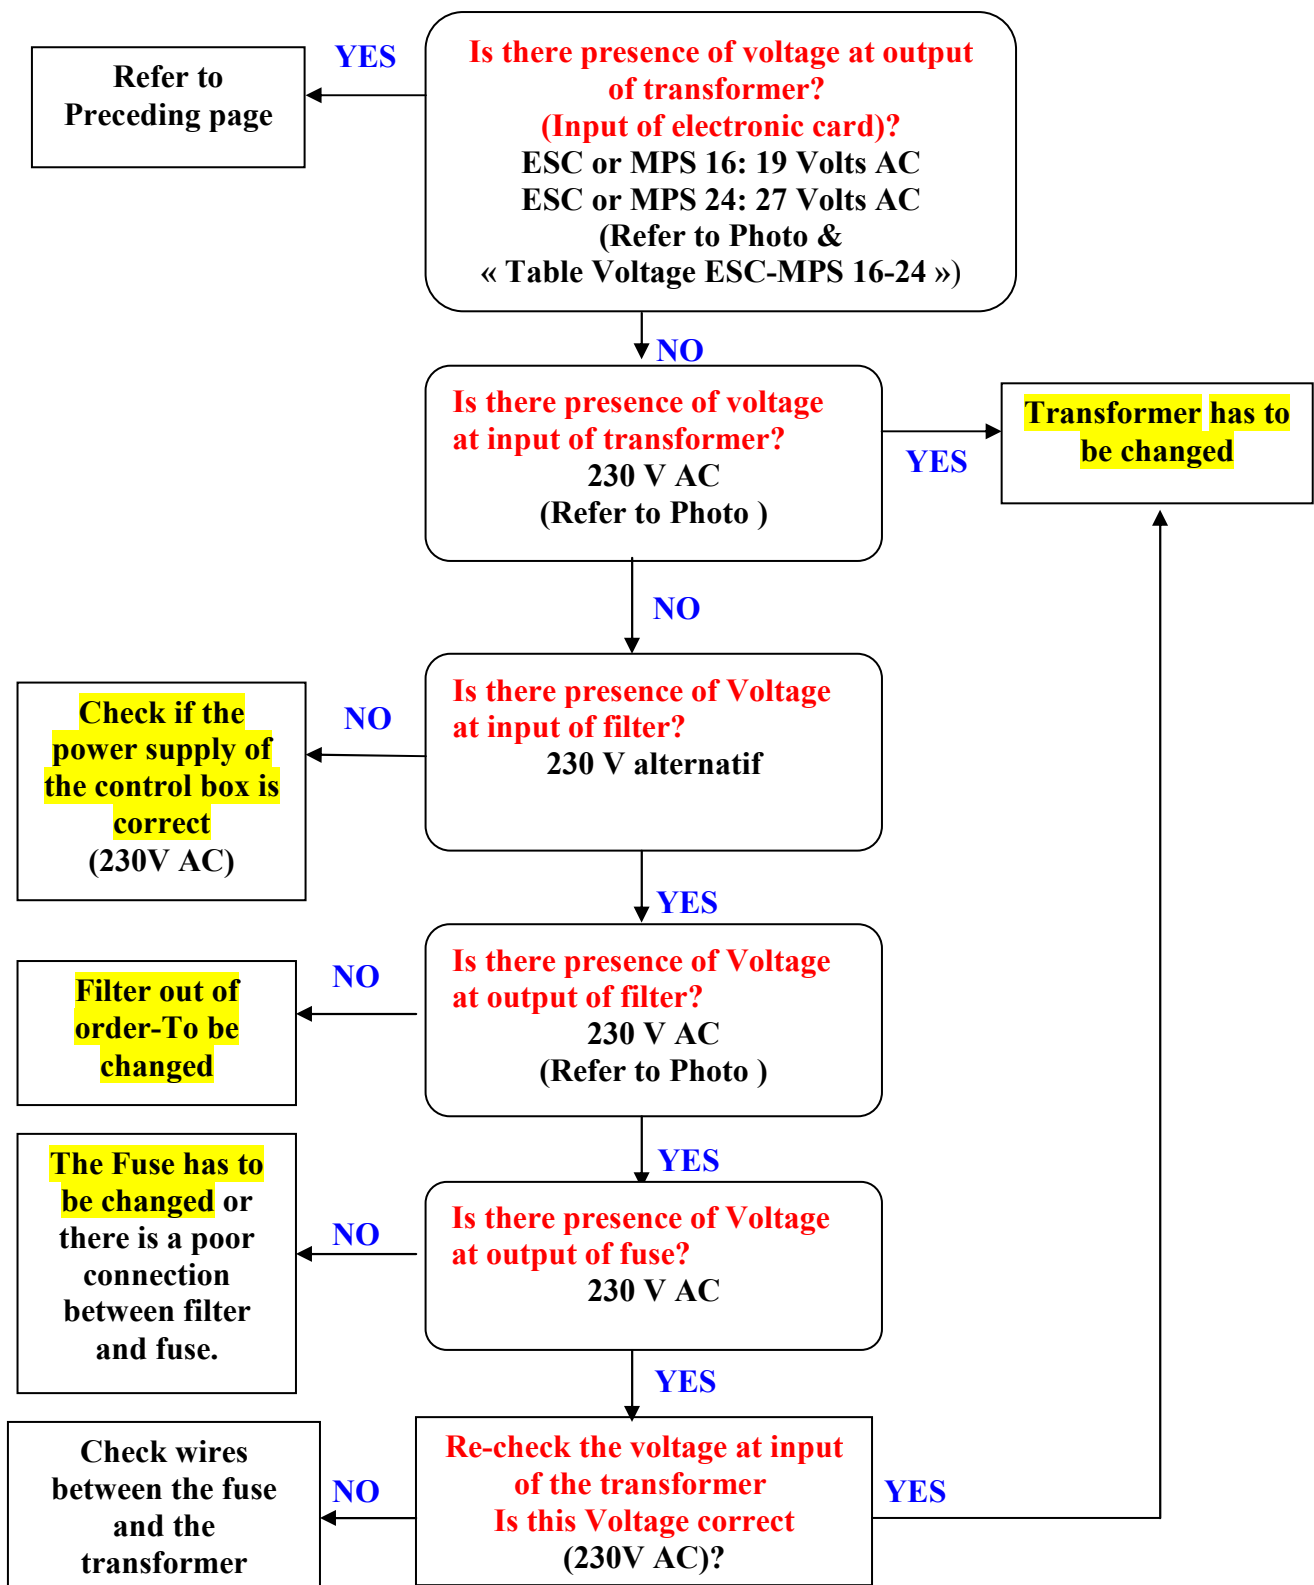 YES
Refer to
Preceding page
Is there presence of voltage at output
of transformer?
(Input of electronic card)?
ESC or MPS 16: 19 Volts AC
ESC or MPS 24: 27 Volts AC
(Refer to Photo &
« Table Voltage ESC-MPS 16-24 »)
NO
Is there presence of voltage
at input of transformer?
230 V AC
(Refer to Photo )
YES
Transformer has to
be changed
NO
Is there presence of Voltage
at input of filter?
230 V alternatif
NO
Check if the
power supply of
the control box is
correct
(230V AC)
YES
Is there presence of Voltage
at output of filter?
230 V AC
(Refer to Photo )
NO
Filter out of
order-To be
changed
YES
Is there presence of Voltage
at output of fuse?
230 V AC
NO
The Fuse has to
be changed or
there is a poor
connection
between filter
and fuse.
YES
Re-check the voltage at input
of the transformer
Is this Voltage correct
(230V AC)?
NO
Check wires
between the fuse
and the
transformer
YES